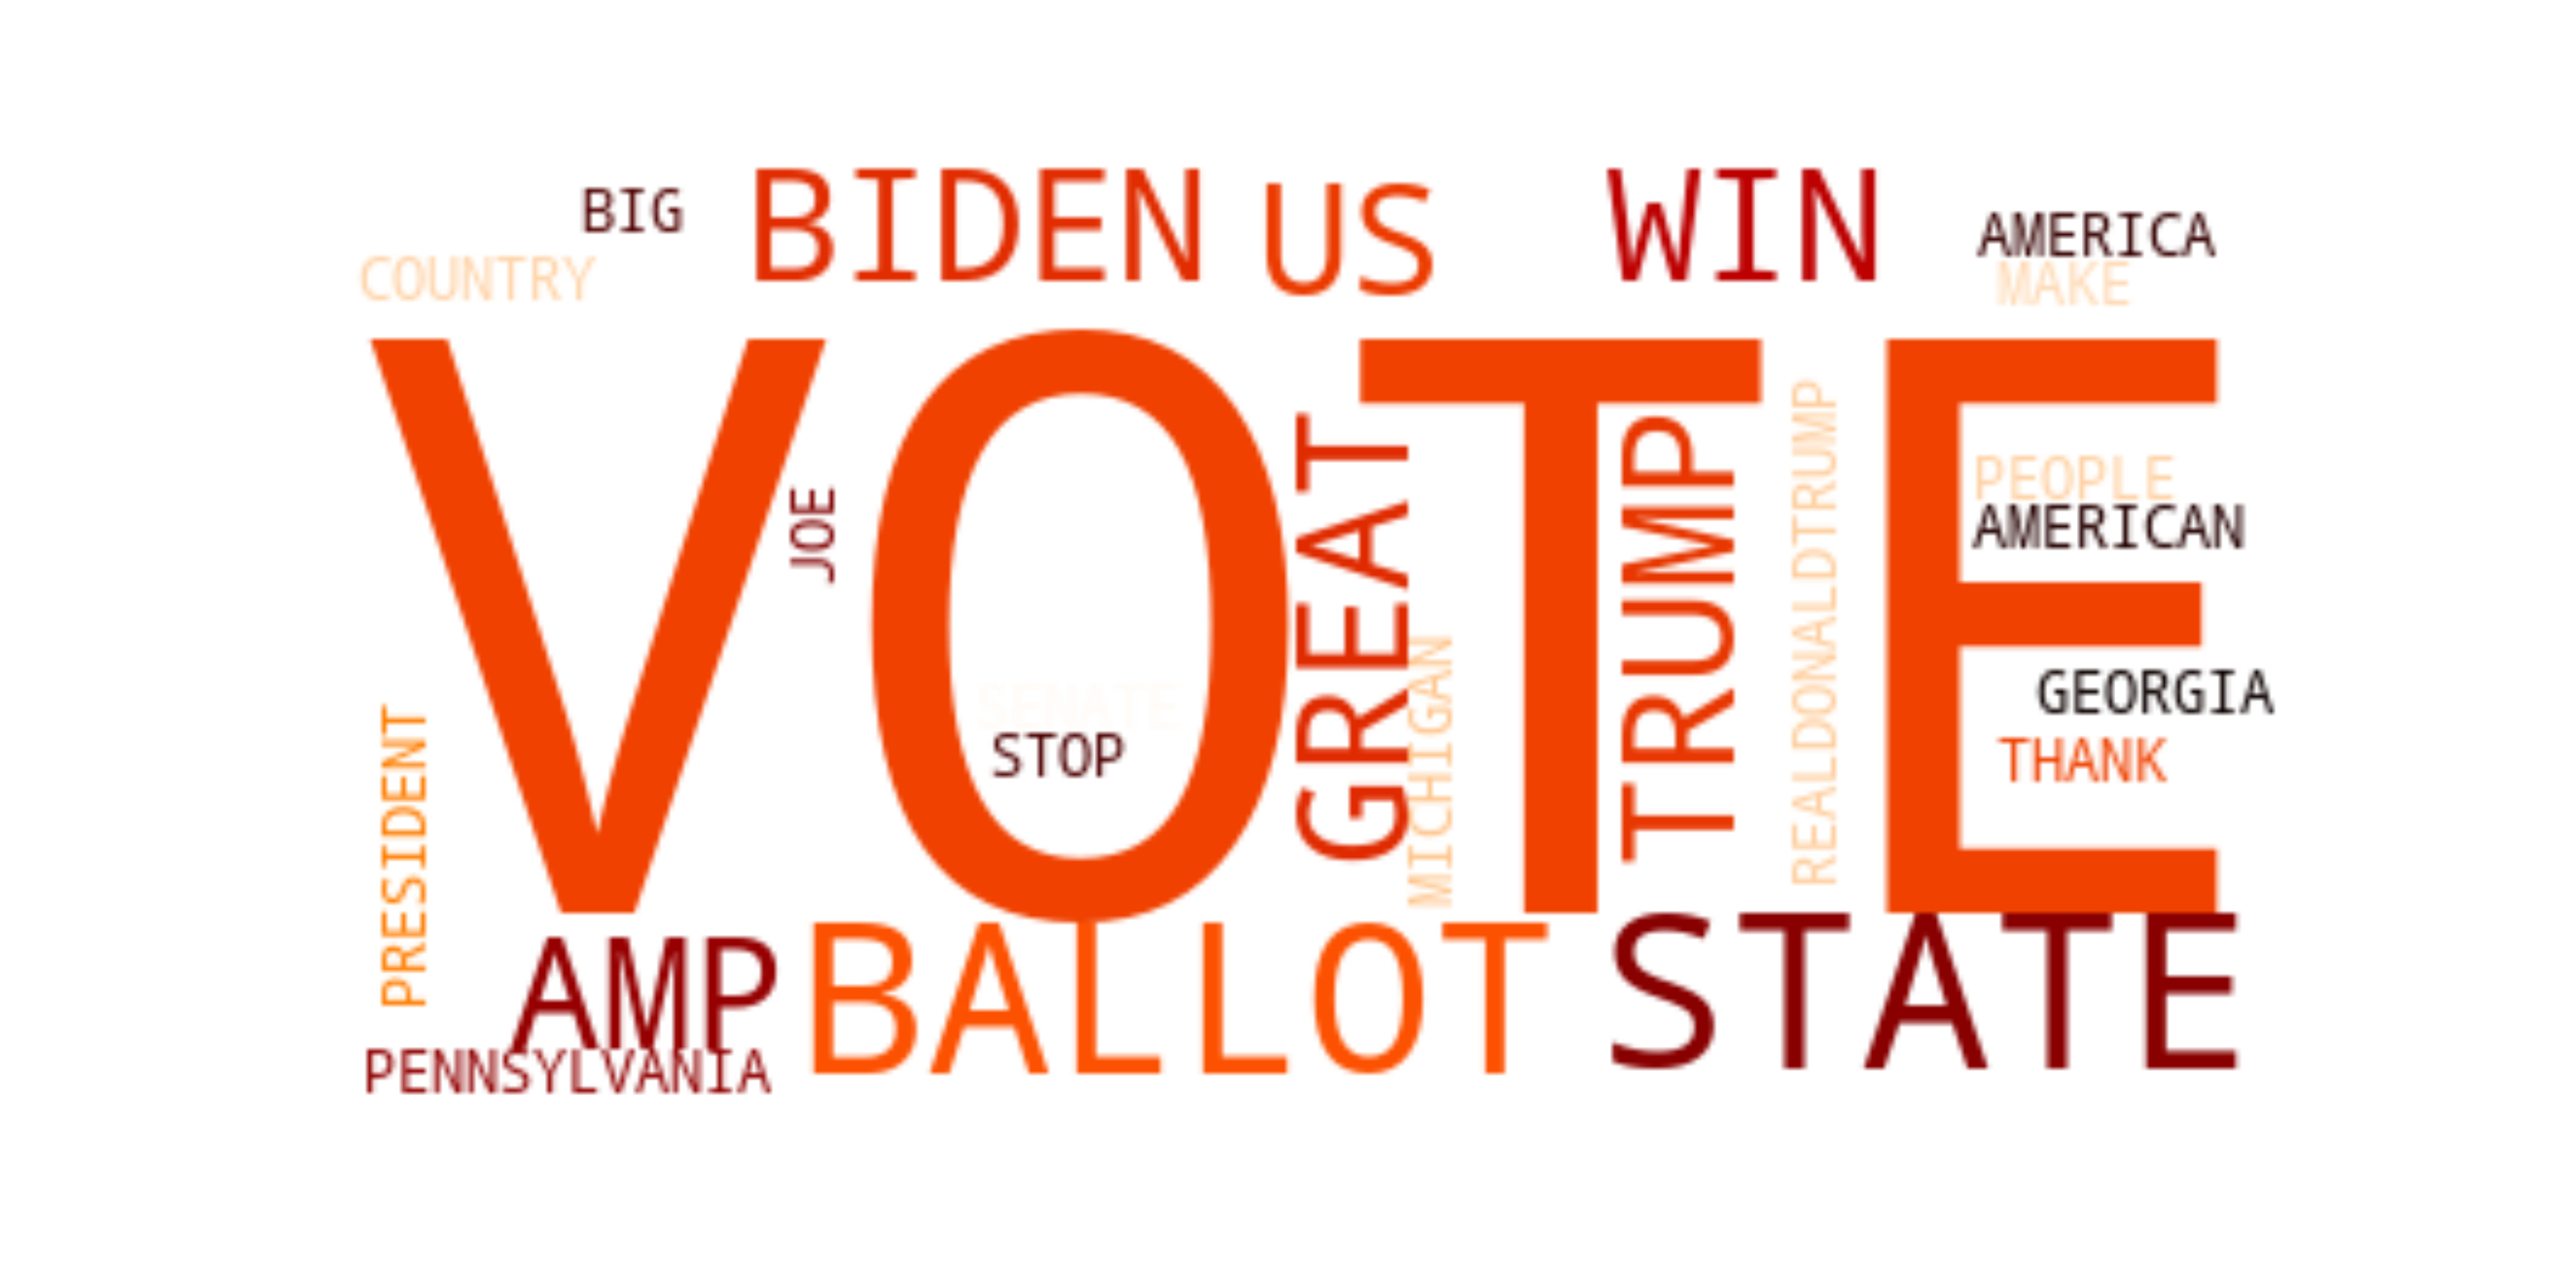 BIG
BIDEN
US
WIN
AMERICA
COUNTRY
MAKE
VOTE
JOE
GREAT
TRUMP
REALDONALDTRUMP
PEOPLE
AMERICAN
MICHIGAN
SENATE
STOP
GEORGIA
THANK
PRESIDENT
AMP
BALLOT
STATE
PENNSYLVANIA